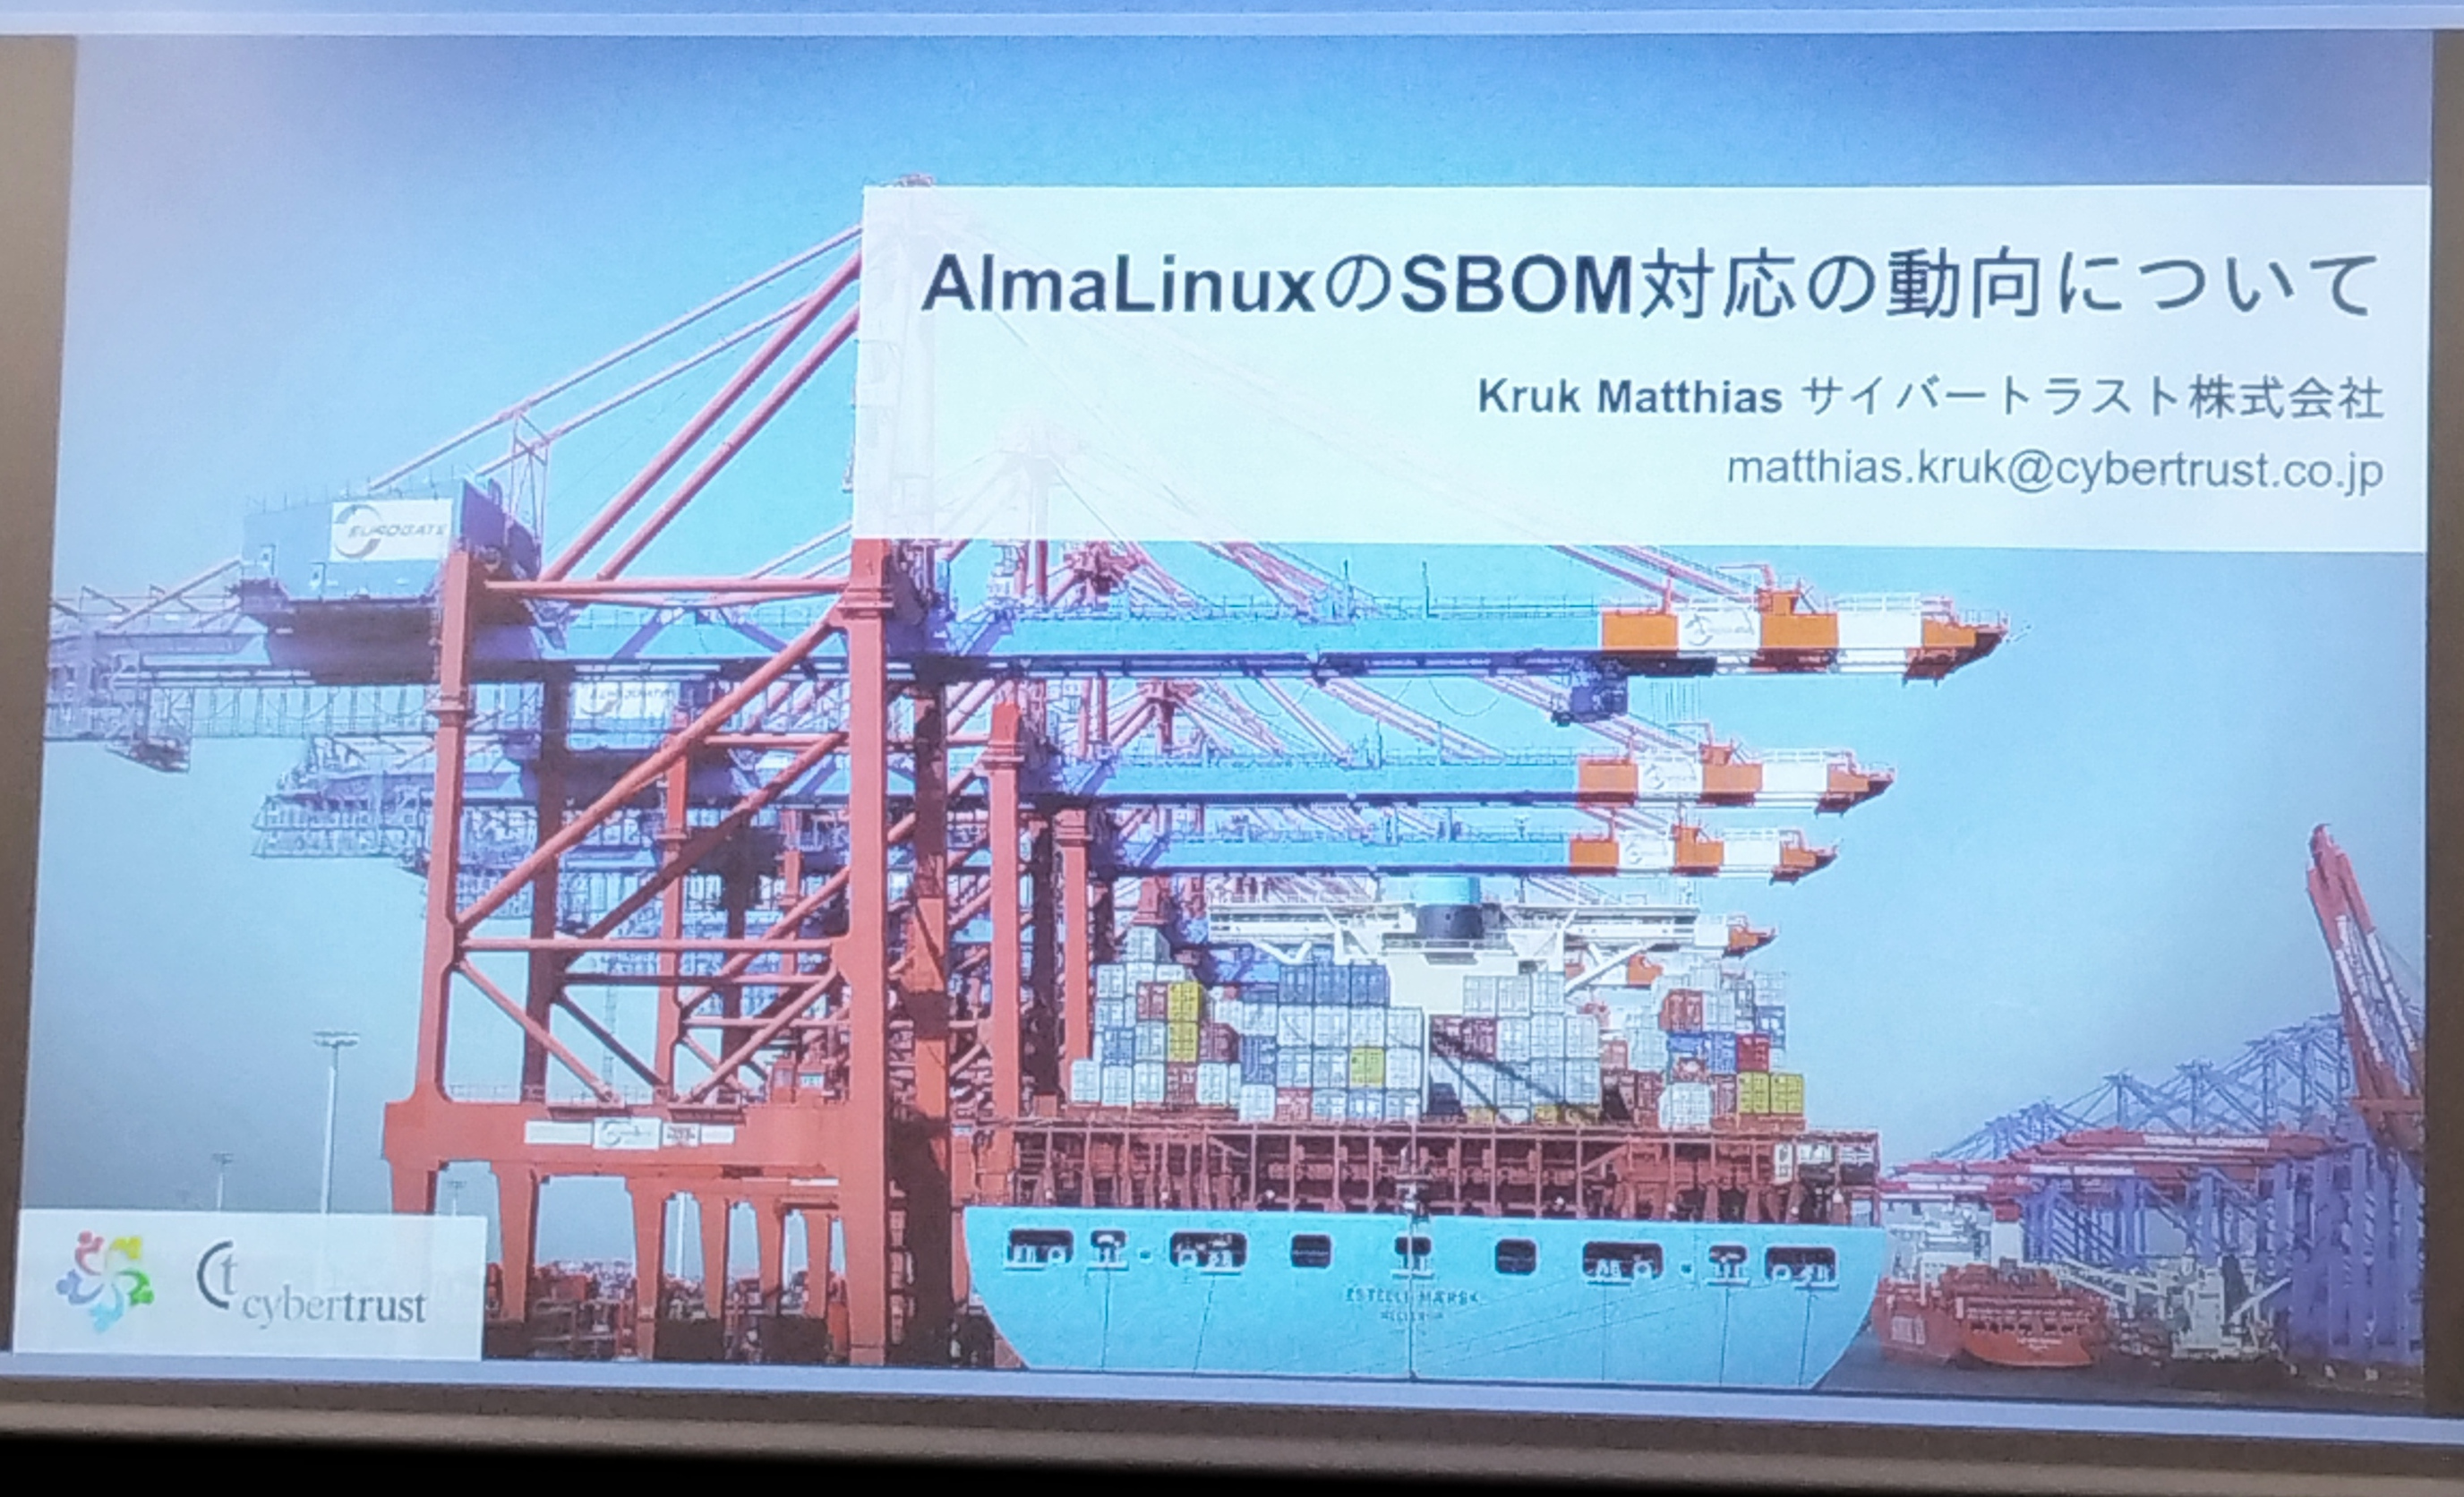 AlmaLinuxのSBOM対応の動向について
Kruk Matthias サイバートラスト株式会社
matthias.kruk@cybertrust.co.jp
EUROGATE
ESTELLE MÆRSK
Ct
cybertrust